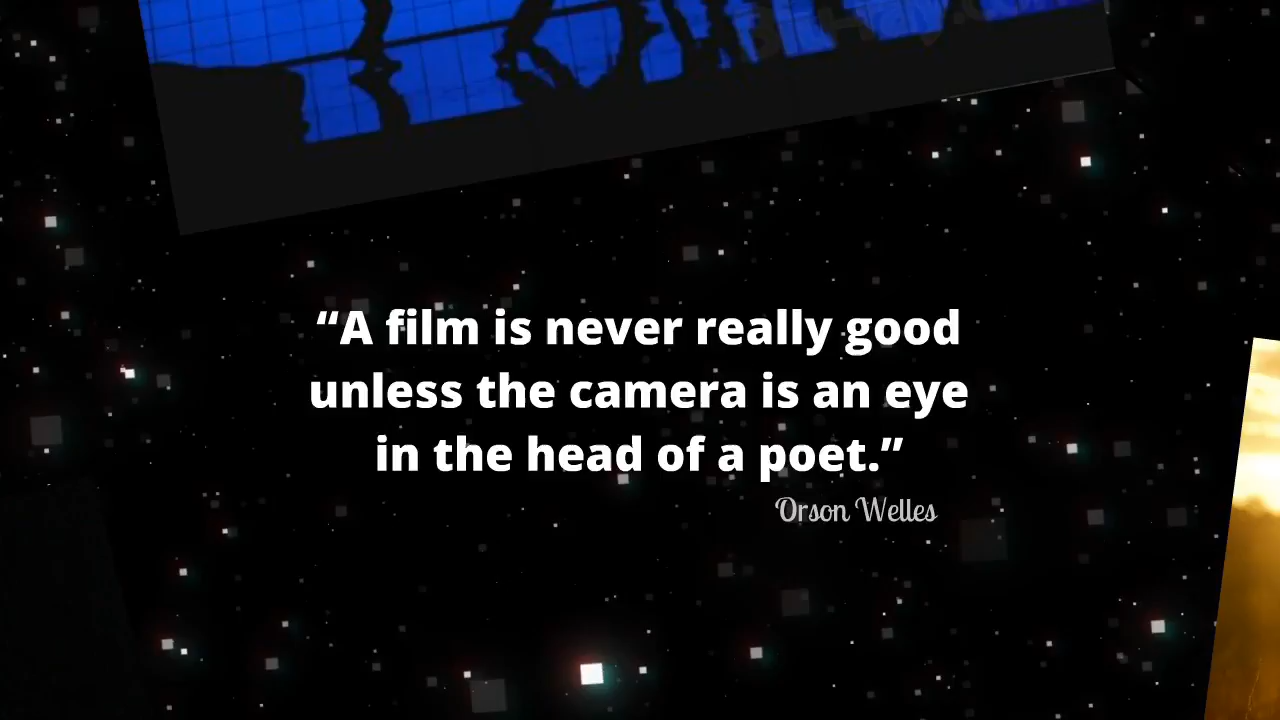 “A film is never really good
unless the camera is an eye
in the head of a poet.”
Orson Welles